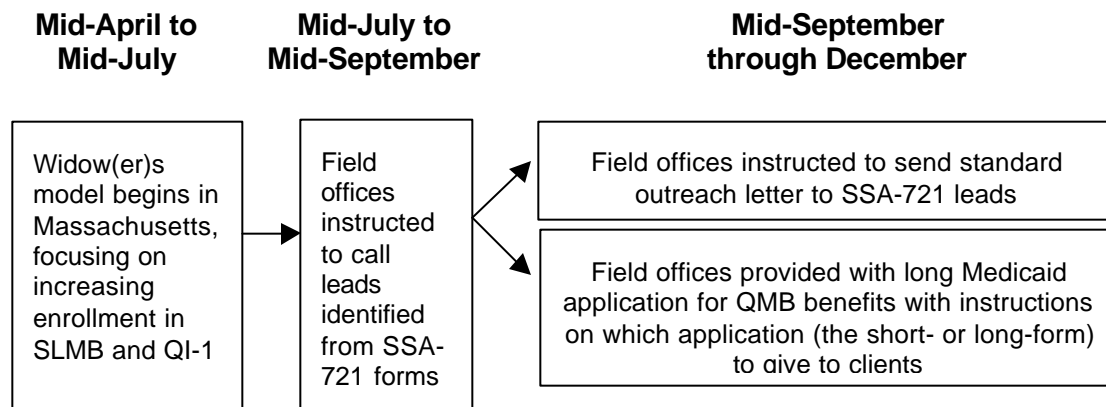 Mid-April to
Mid-July
Mid-July to
Mid-September
Mid-September
through December
Widow(er)s
model begins in
Massachusetts,
focusing on
increasing
enrollment in
SLMB and QI-1
Field
offices
instructed
to call
leads
identified
from SSA-
721 forms
Field offices instructed to send standard
outreach letter to SSA-721 leads
Field offices provided with long Medicaid
application for QMB benefits with instructions
on which application (the short- or long-form)
to give to clients